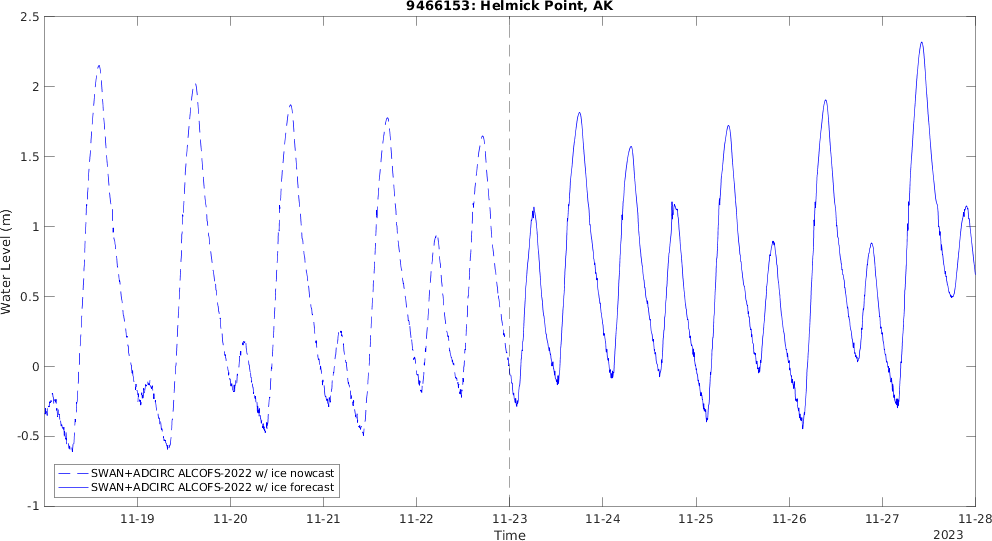 9466153: Helmick Point, AK
2.5
2
1.5
1
0.5
0
-0.5
-1
Water Level (m)
SWAN+ADCIRC ALCOFS-2022 w/ ice nowcast
SWAN+ADCIRC ALCOFS-2022 w/ ice forecast
11-19 11-20 11-21 11-22 11-23 11-24 11-25 11-26 11-27 11-28
Time
2023